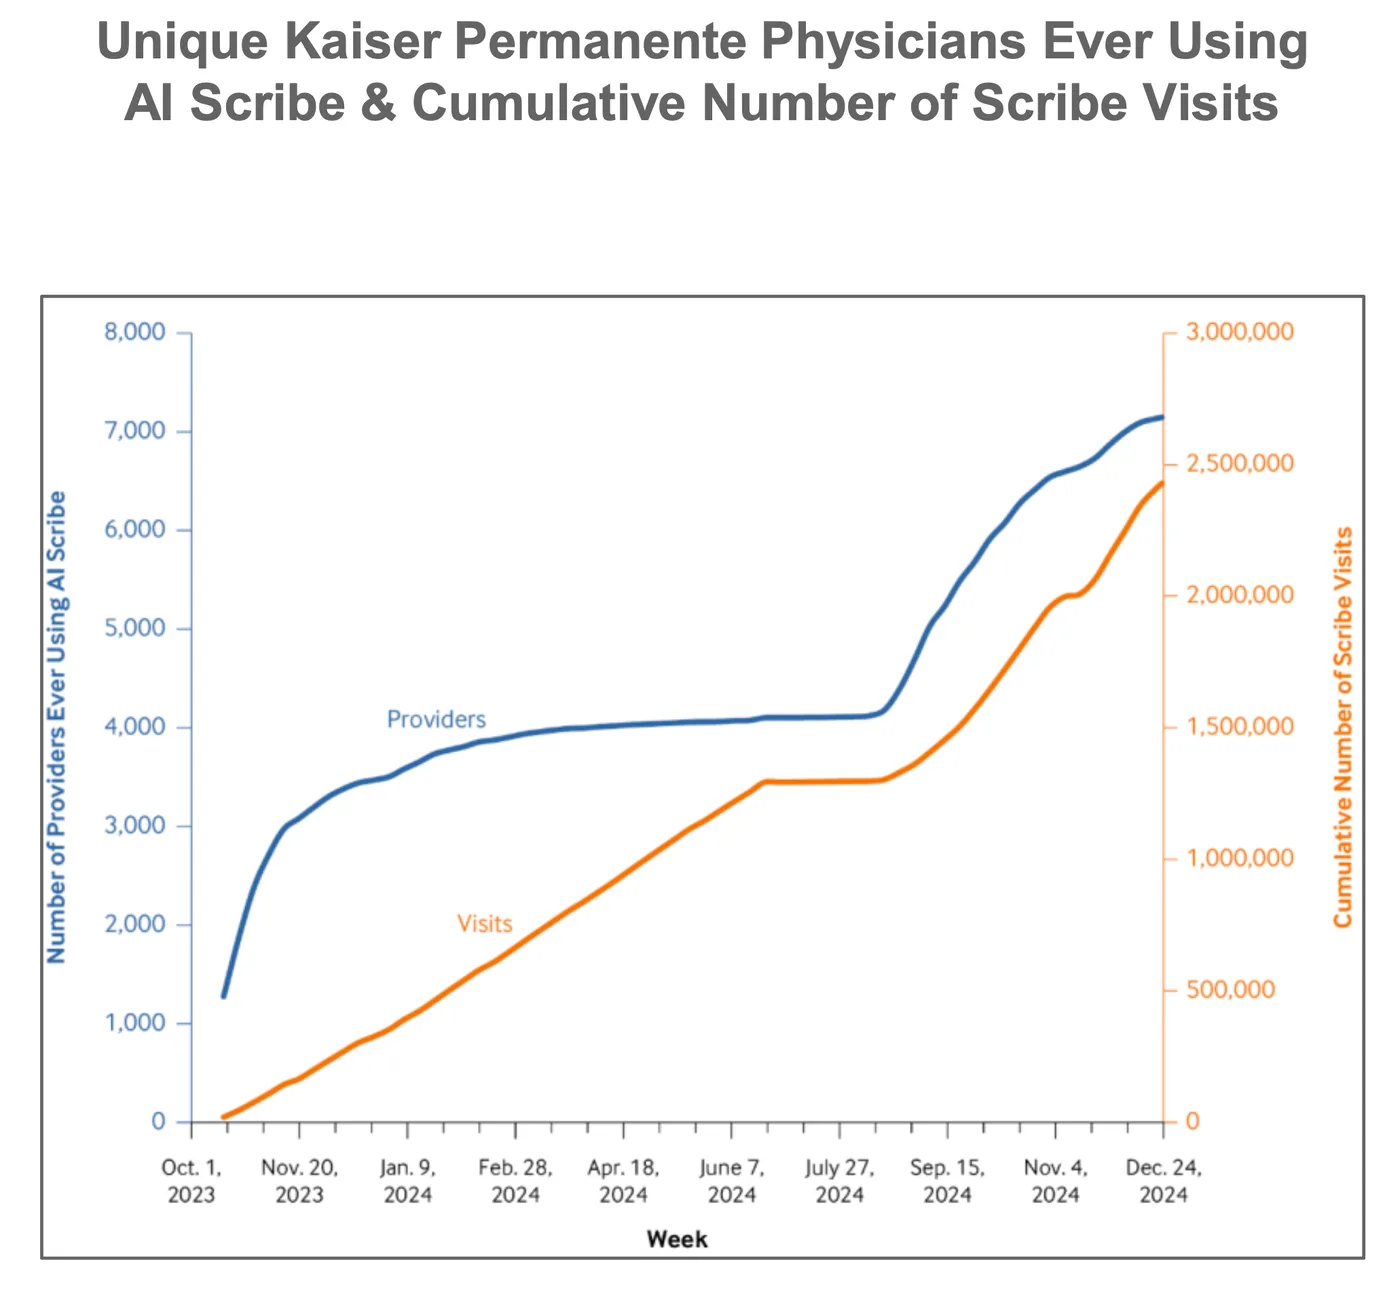 Unique Kaiser Permanente Physicians Ever Using
AI Scribe & Cumulative Number of Scribe Visits
Number of Providers Ever Using AI Scribe
8,000
7,000
6,000
5,000
4,000
3,000
2,000
1,000
0
Providers
Visits
3,000,000
2,500,000
2,000,000
1,500,000
1,000,000
500,000
0
Cumulative Number of Scribe Visits
Oct. 1,
2023
Nov. 20,
2023
Jan. 9,
2024
Feb. 28,
2024
Apr. 18,
2024
June 7,
2024
July 27,
2024
Sep. 15,
2024
Nov. 4,
2024
Dec. 24,
2024
Week